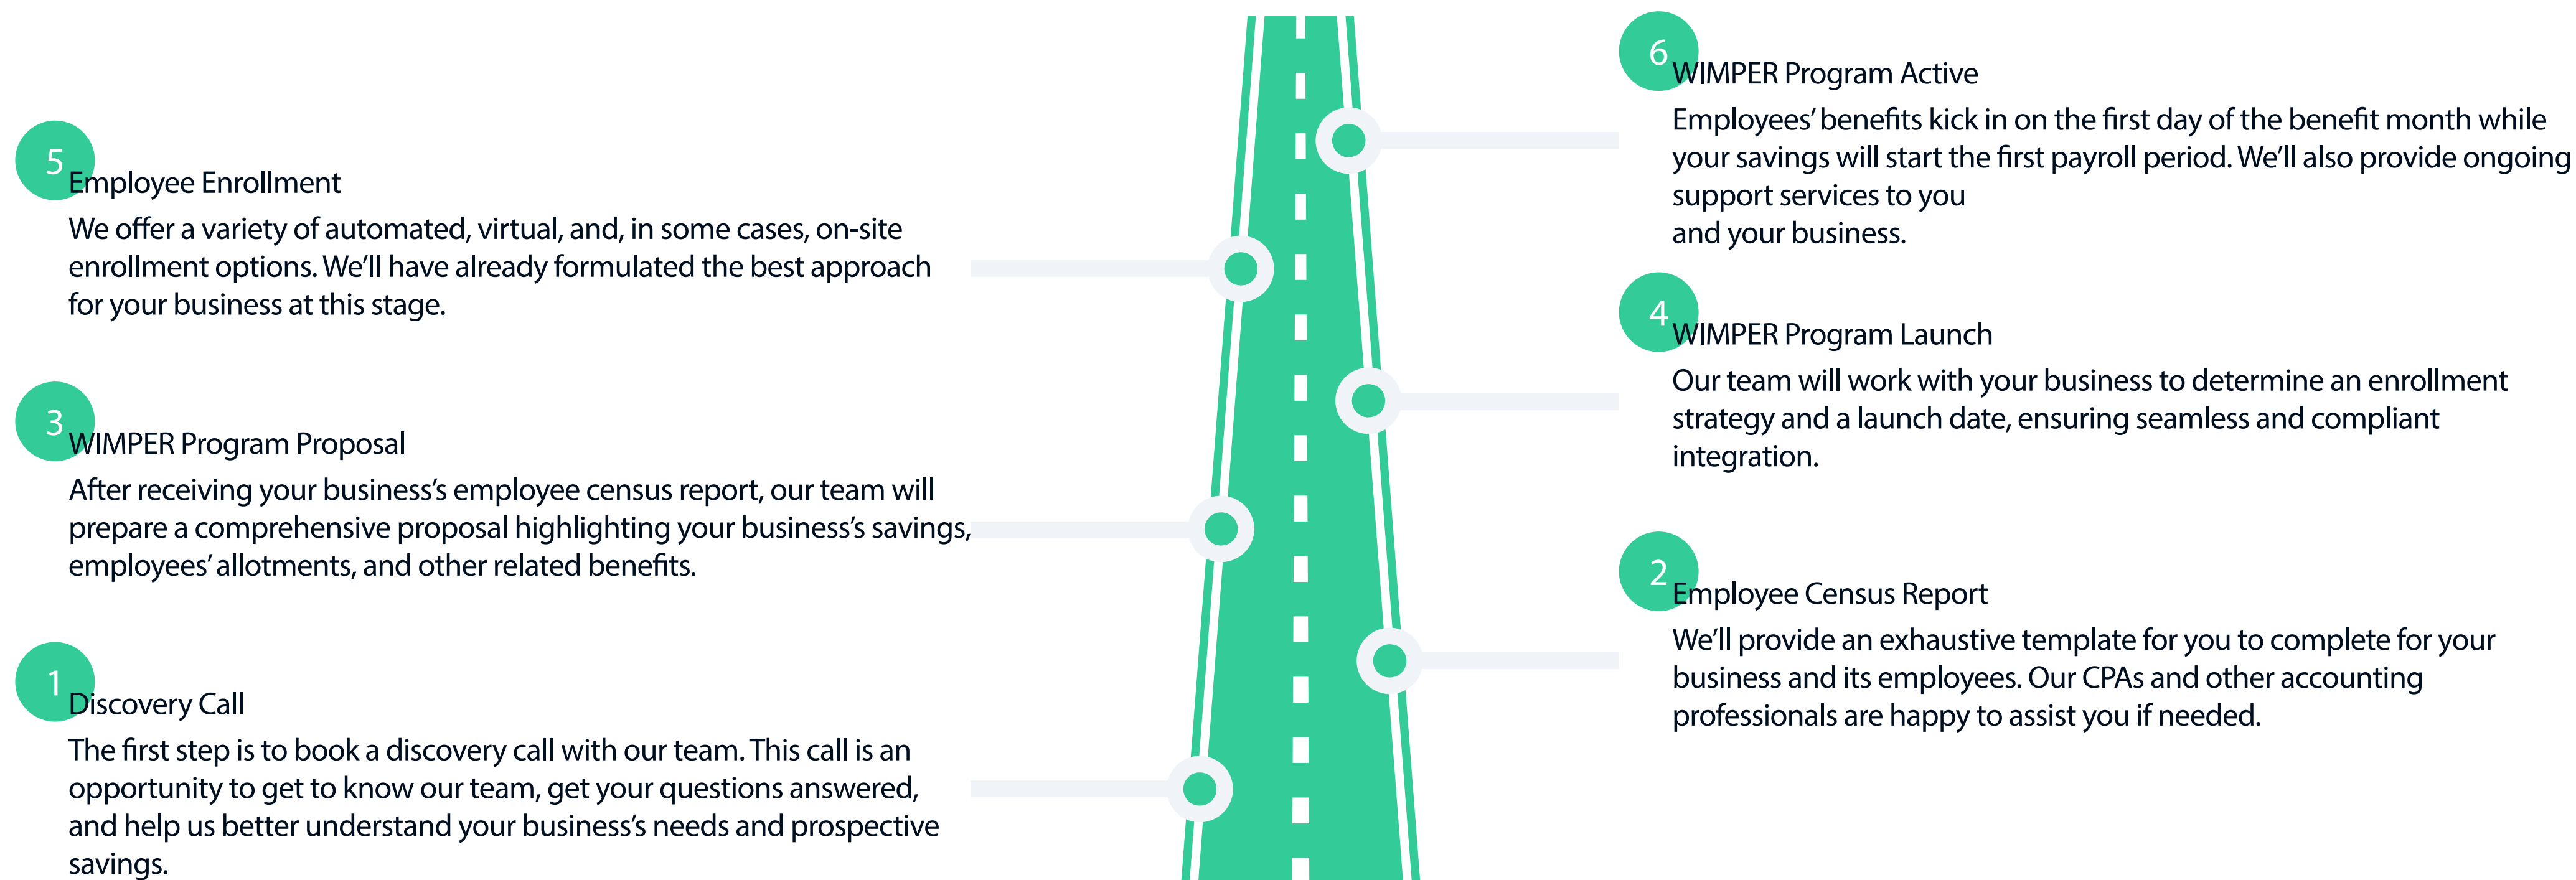 5
Employee Enrollment
We offer a variety of automated, virtual, and, in some cases, on-site
enrollment options. We’ll have already formulated the best approach
for your business at this stage.
3
WIMPER Program Proposal
After receiving your business’s employee census report, our team will
prepare a comprehensive proposal highlighting your business’s savings,
employees’ allotments, and other related benefits.
1
Discovery Call
The first step is to book a discovery call with our team. This call is an
opportunity to get to know our team, get your questions answered,
and help us better understand your business’s needs and prospective
savings.
6
WIMPER Program Active
Employees’ benefits kick in on the first day of the benefit month while
your savings will start the first payroll period. We’ll also provide ongoing
support services to you
and your business.
4
WIMPER Program Launch
Our team will work with your business to determine an enrollment
strategy and a launch date, ensuring seamless and compliant
integration.
2
Employee Census Report
We’ll provide an exhaustive template for you to complete for your
business and its employees. Our CPAs and other accounting
professionals are happy to assist you if needed.